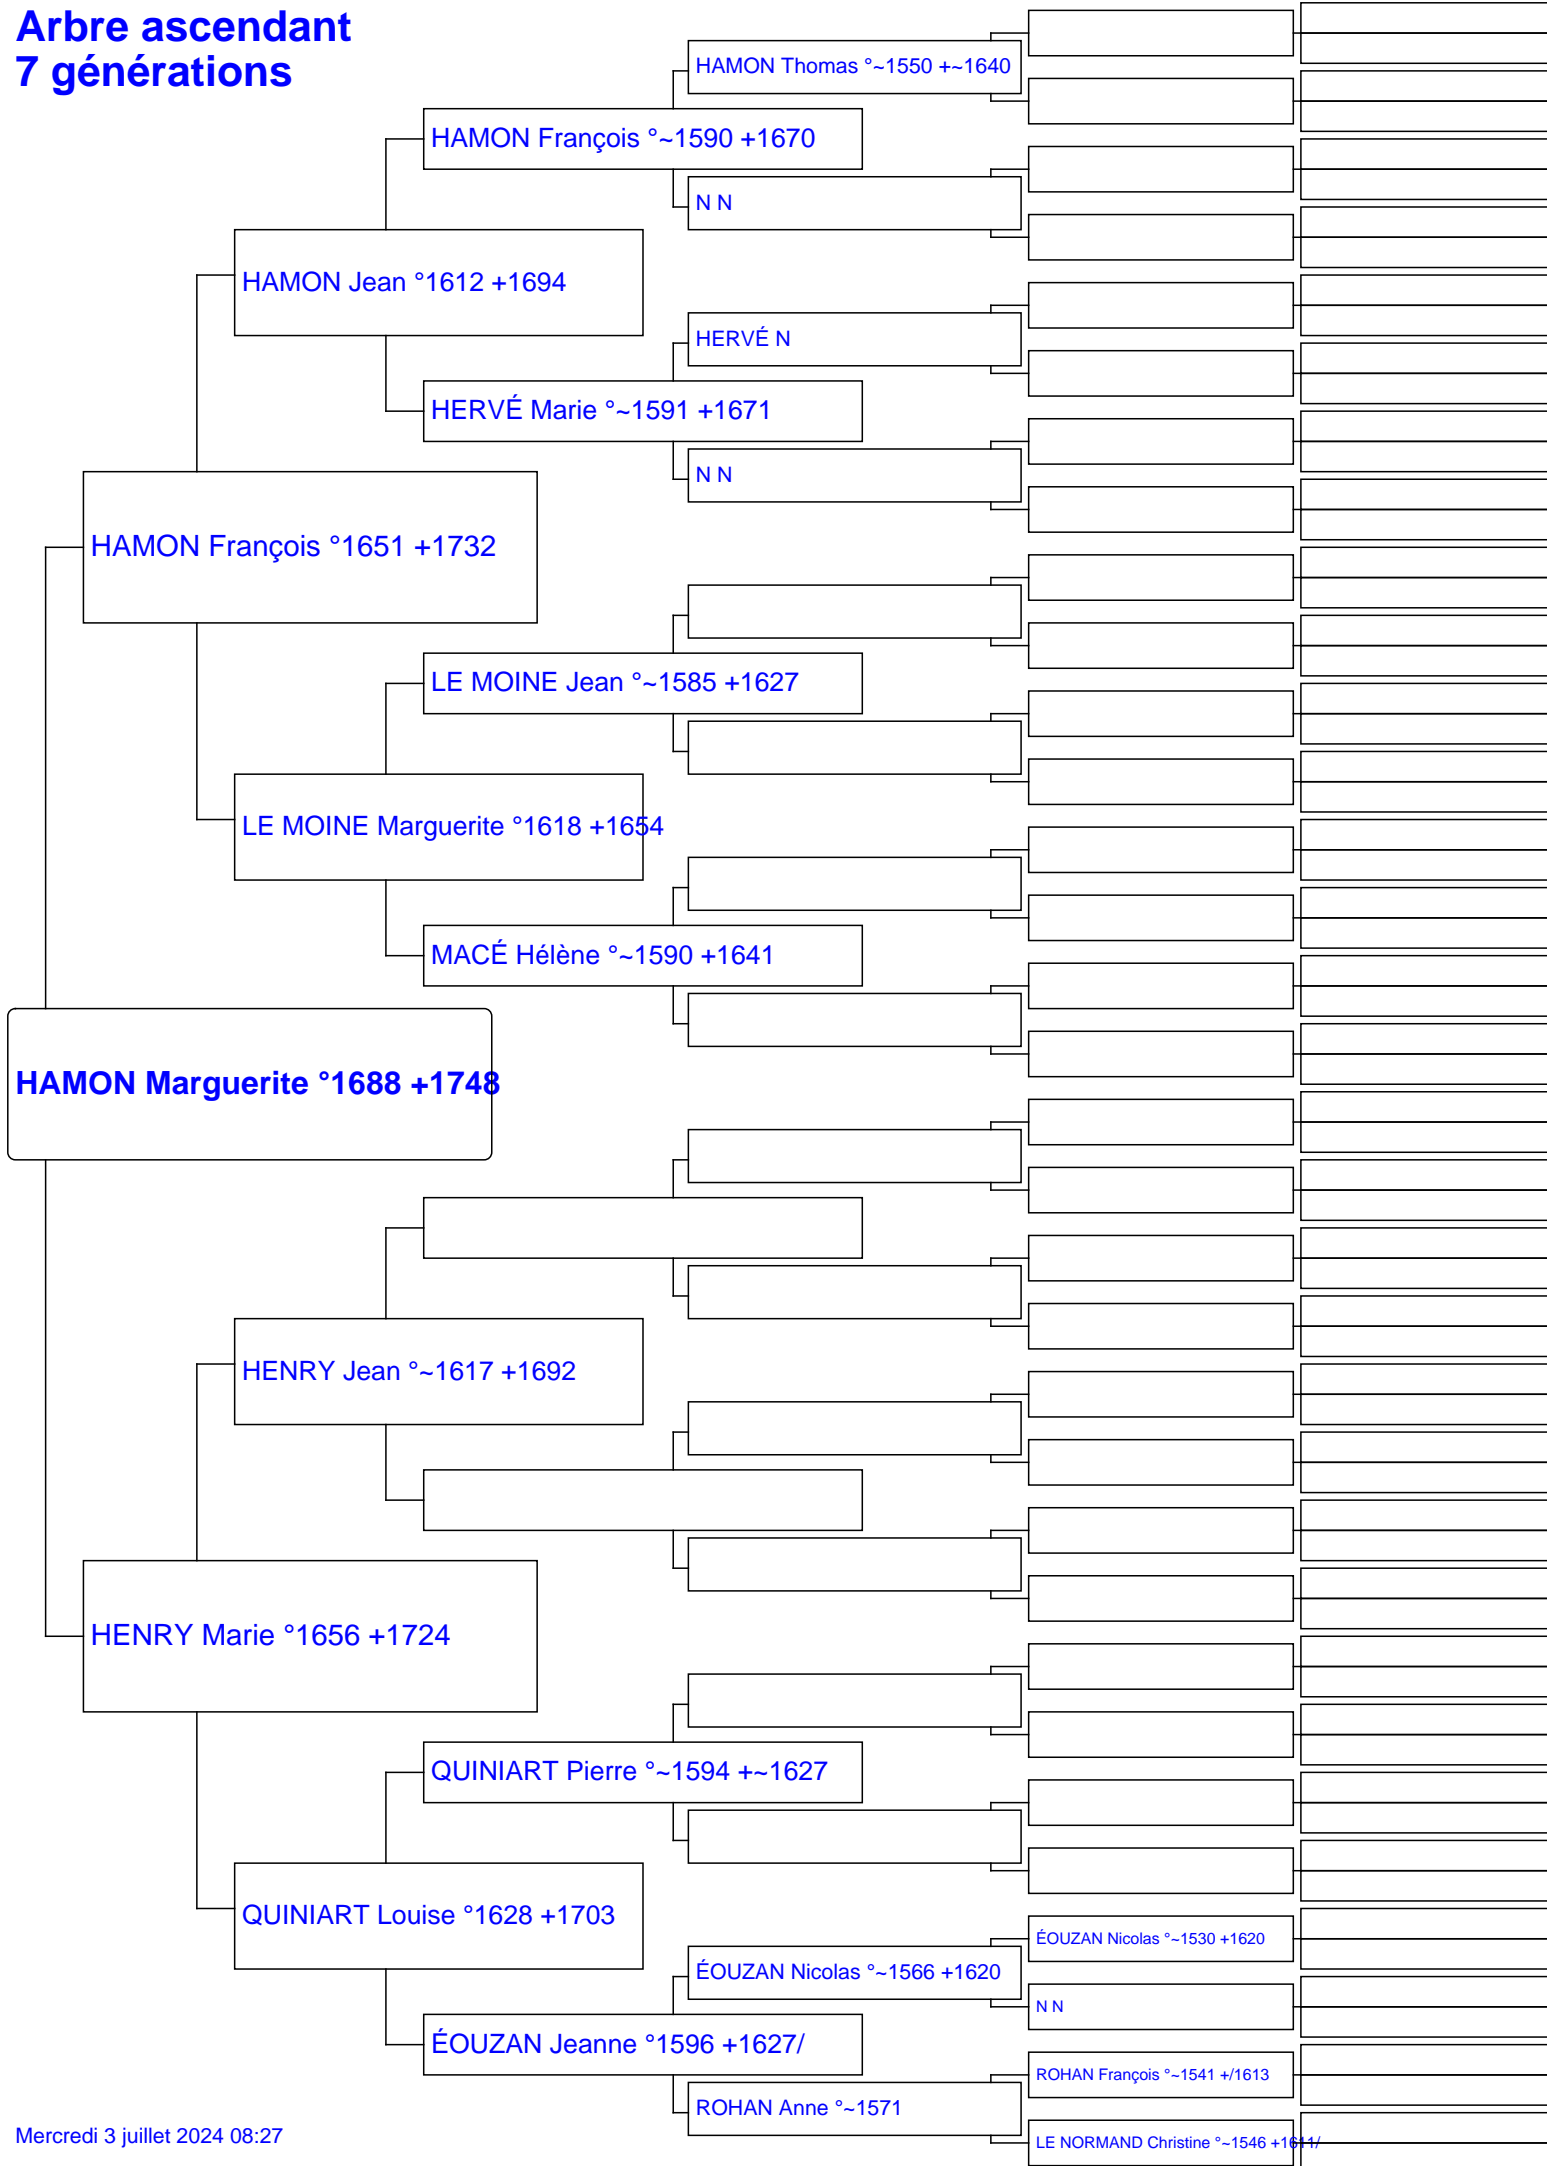 Arbre ascendant
7 générations
HAMON Thomas °~1550 +~1640
HAMON François °~1590 +1670
N N
HAMON Jean °1612 +1694
HERVÉ N
HERVÉ Marie °~1591 +1671
N N
HAMON François °1651 +1732
LE MOINE Jean °~1585 +1627
LE MOINE Marguerite °1618 +1654
MACÉ Hélène °~1590 +1641
HAMON Marguerite °1688 +1748
HENRY Jean °~1617 +1692
HENRY Marie °1656 +1724
QUINIART Pierre °~1594 +~1627
QUINIART Louise °1628 +1703
ÉOUZAN Nicolas °~1530 +1620
ÉOUZAN Nicolas °~1566 +1620
N N
ÉOUZAN Jeanne °1596 +1627/
ROHAN François °~1541 +/1613
ROHAN Anne °~1571
LE NORMAND Christine °~1546 +1611/
Mercredi 3 juillet 2024 08:27